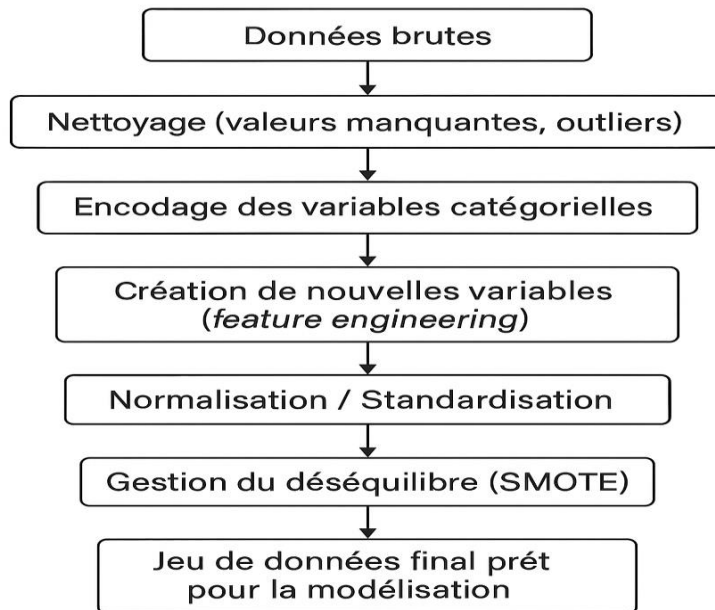 Données brutes
Nettoyage (valeurs manquantes, outliers)
Encodage des variables catégorielles
Création de nouvelles variables
(feature engineering)
Normalisation / Standardisation
Gestion du déséquilibre (SMOTE)
Jeu de données final prét
pour la modélisation